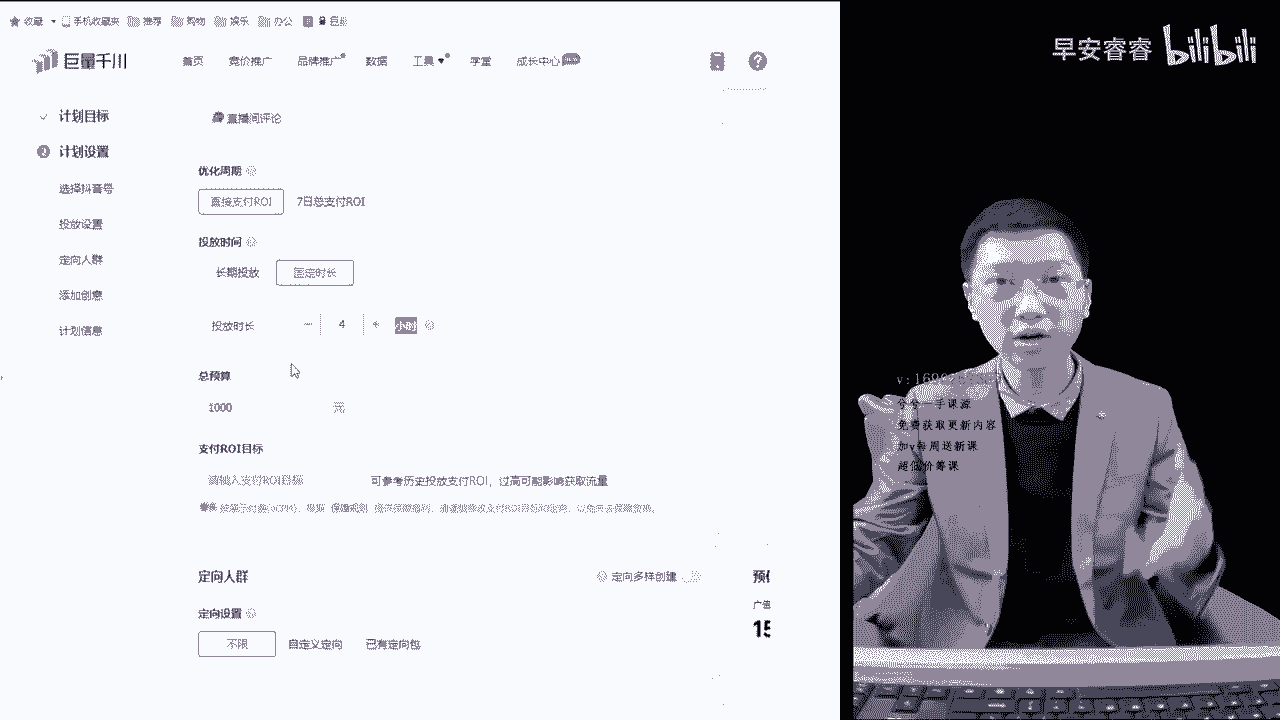 收藏 手机收藏夹 推荐 购物 娱乐 办公 巨量
巨量千川 首页 竞价推广 品牌推广 数据 工具 学堂 成长中心
早安睿睿 bilibili
计划目标
计划设置
选择抖音号
投放设置
定向人群
添加创意
计划信息
直播间评论
优化周期
直接支付ROI 7日总支付ROI
投放时间
长期投放 固定时长
投放时长 4 小时
总预算
1000 元
支付ROI目标
请输入支付ROI目标 可参考历史投放支付ROI，过高可能影响获取流量
定向人群 定向多样创建
定向设置
不限 自定义定向 已有定向包
广告
15
兮兮一手课源
免费获取更新内容
加v每周送新课
超低价筹课